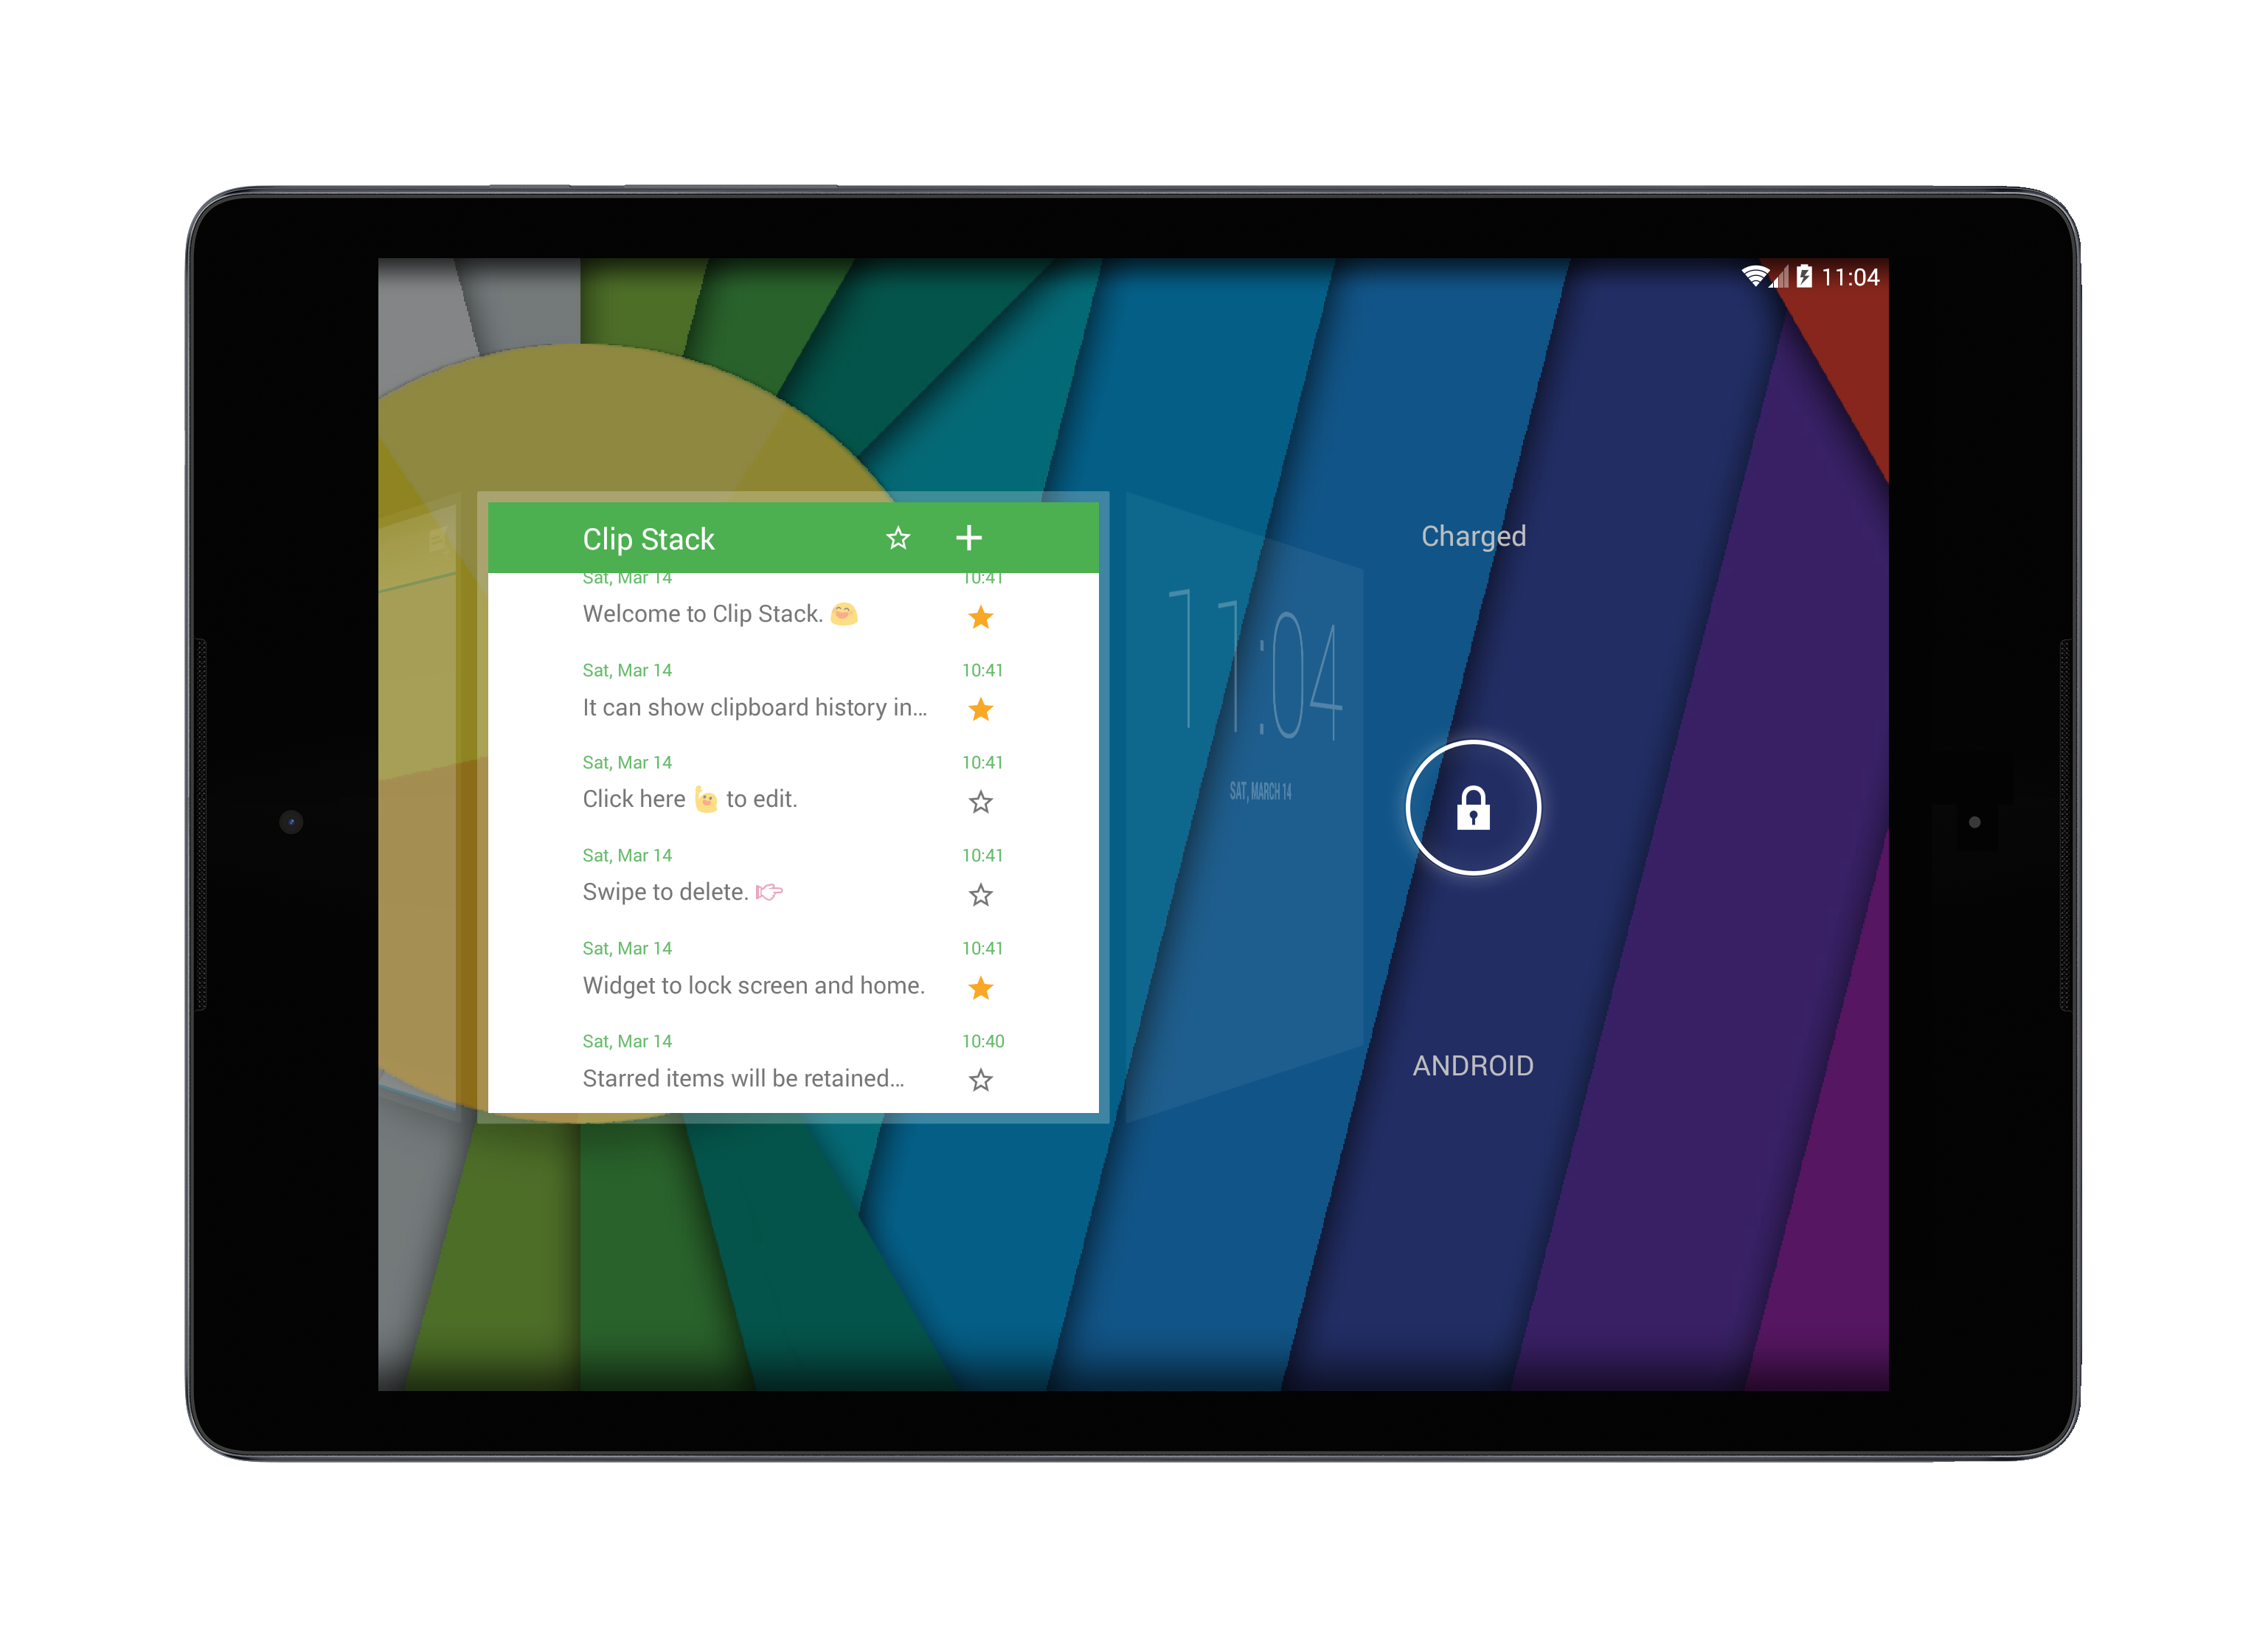 11:04
Clip Stack
Sat, Mar 14 10:41
Welcome to Clip Stack. 😄
Sat, Mar 14 10:41
It can show clipboard history in...
Sat, Mar 14 10:41
Click here 🙋 to edit.
Sat, Mar 14 10:41
Swipe to delete. 👉
Sat, Mar 14 10:41
Widget to lock screen and home.
Sat, Mar 14 10:40
Starred items will be retained...
11:04
SAT, MARCH 14
Charged
ANDROID